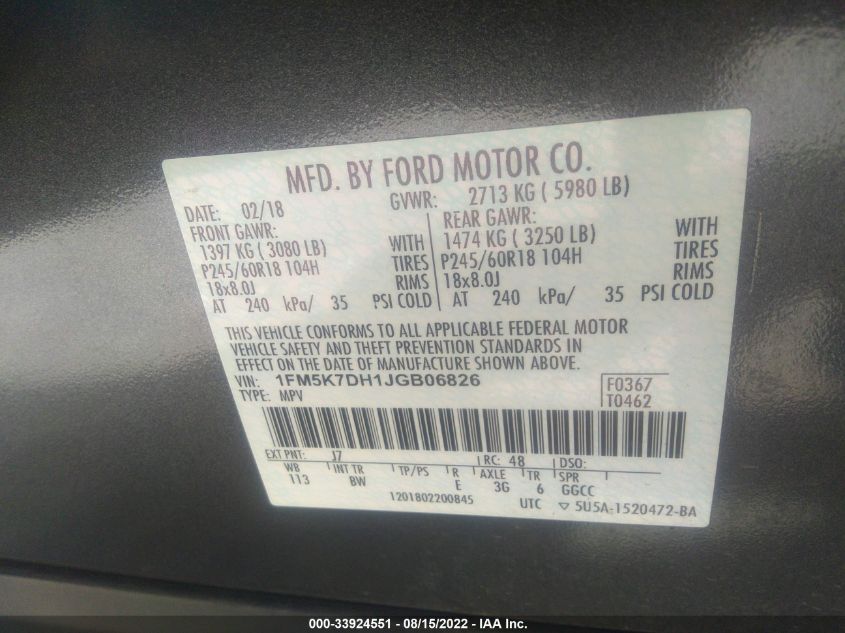 MFD. BY FORD MOTOR CO.
DATE: 02/18 GVWR: 2713 KG ( 5980 LB)
FRONT GAWR: REAR GAWR:
1397 KG ( 3080 LB) WITH 1474 KG ( 3250 LB) WITH
P245/60R18 104H TIRES P245/60R18 104H TIRES
18x8.0J RIMS 18x8.0J RIMS
AT 240 kPa/ 35 PSI COLD AT 240 kPa/ 35 PSI COLD
THIS VEHICLE CONFORMS TO ALL APPLICABLE FEDERAL MOTOR
VEHICLE SAFETY AND THEFT PREVENTION STANDARDS IN
EFFECT ON THE DATE OF MANUFACTURE SHOWN ABOVE.
VIN: 1FM5K7DH1JGB06826 F0367
TYPE: MPV T0462
EXT PNT: J7 RC: 48 DSO:
WB INT TR TP/PS R AXLE TR SPR
113 BW E 3G 6 GGCC
1201802200845 UTC ▽ 5U5A-1520472-BA
000-33924551 - 08/15/2022 - IAA Inc.